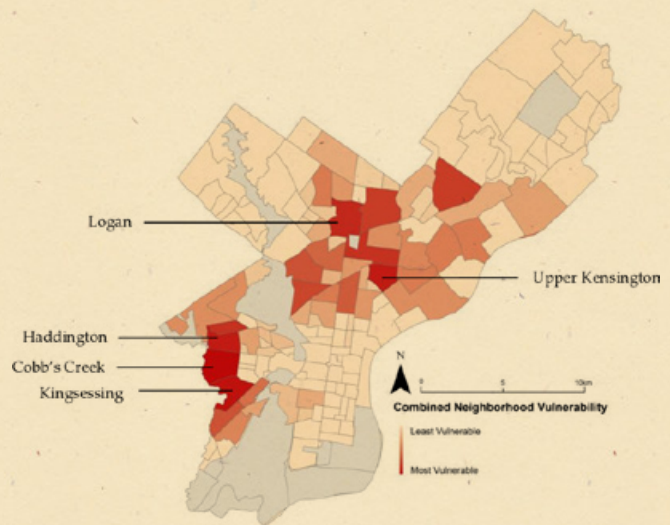 Logan
Upper Kensington
Haddington
Cobb's Creek
Kingsessing
N
0 5 10km
Combined Neighborhood Vulnerability
Least Vulnerable
Most Vulnerable